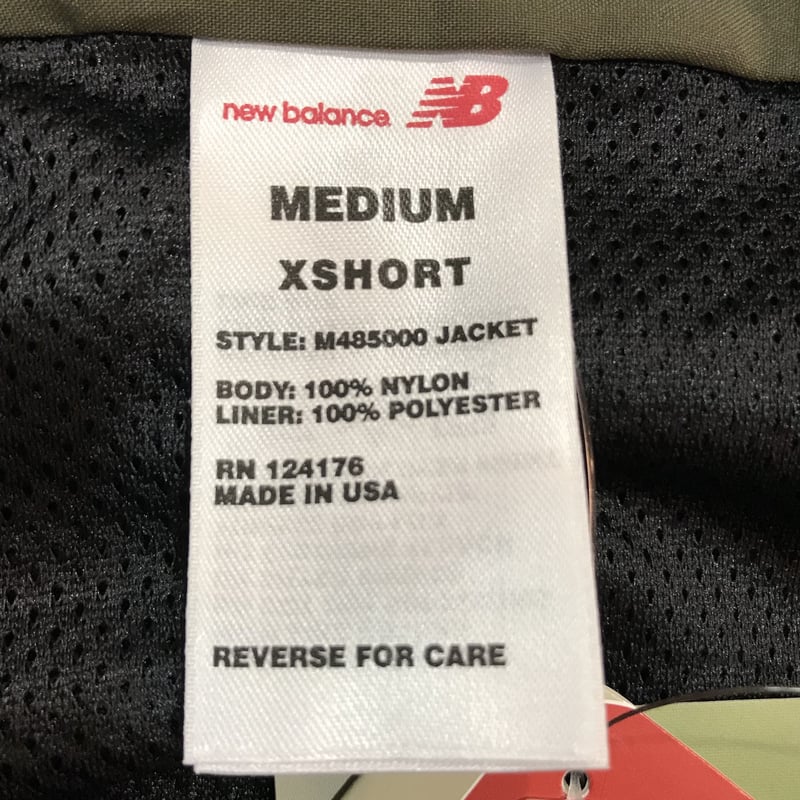 new balance NB
MEDIUM
XSHORT
STYLE: M485000 JACKET
BODY: 100% NYLON
LINER: 100% POLYESTER
RN 124176
MADE IN USA
REVERSE FOR CARE